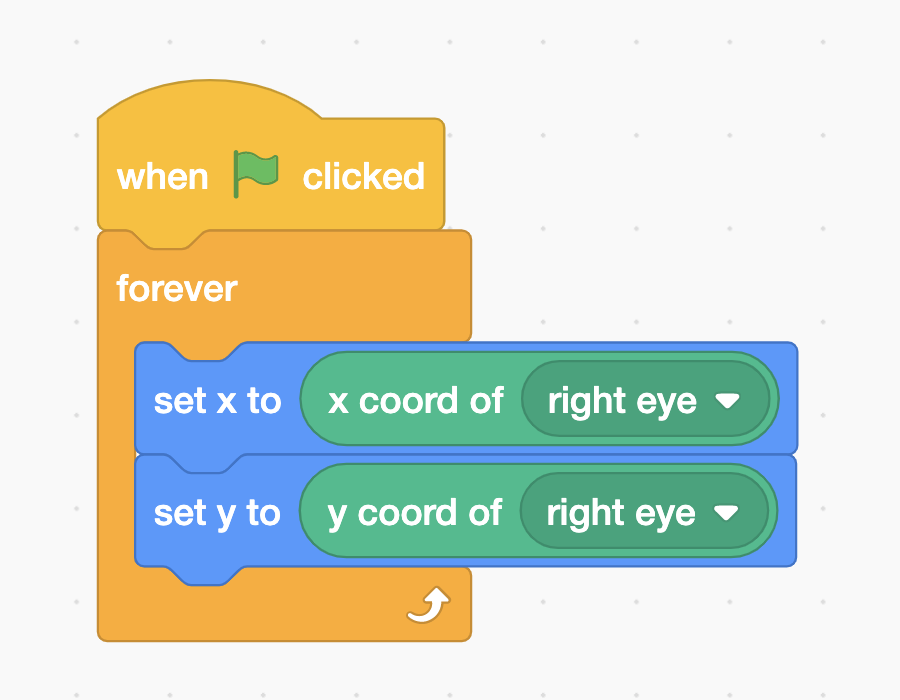 when clicked
forever
set x to x coord of right eye
set y to y coord of right eye